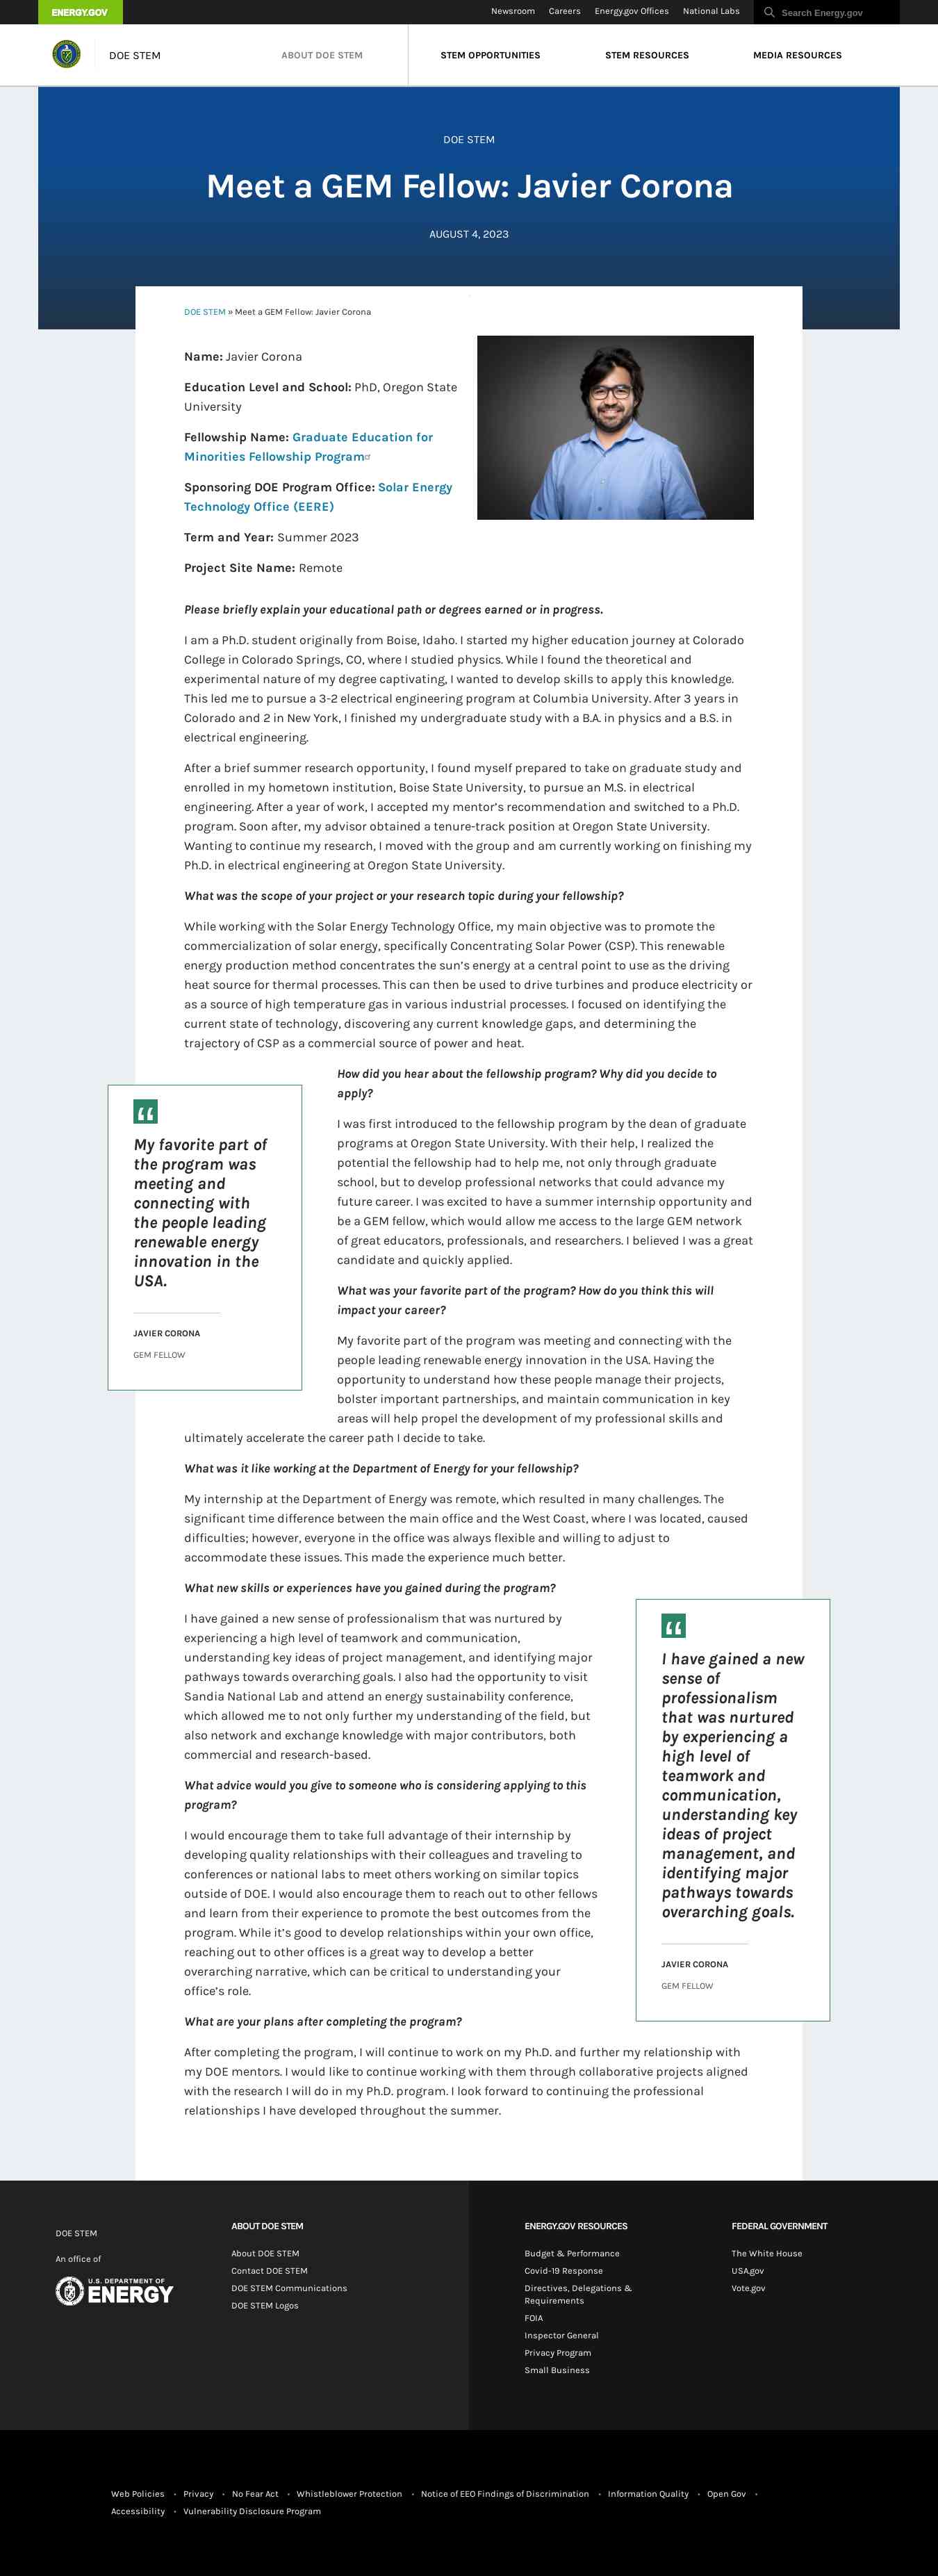 ENERGY.GOV
Newsroom
Careers
Energy.gov Offices
National Labs
Search Energy.gov
DOE STEM
ABOUT DOE STEM
STEM OPPORTUNITIES
STEM RESOURCES
MEDIA RESOURCES
DOE STEM
Meet a GEM Fellow: Javier Corona
AUGUST 4, 2023
DOE STEM » Meet a GEM Fellow: Javier Corona
Name: Javier Corona
Education Level and School: PhD, Oregon State
University
Fellowship Name: Graduate Education for
Minorities Fellowship Program
Sponsoring DOE Program Office: Solar Energy
Technology Office (EERE)
Term and Year: Summer 2023
Project Site Name: Remote
Please briefly explain your educational path or degrees earned or in progress.
I am a Ph.D. student originally from Boise, Idaho. I started my higher education journey at Colorado
College in Colorado Springs, CO, where I studied physics. While I found the theoretical and
experimental nature of my degree captivating, I wanted to develop skills to apply this knowledge.
This led me to pursue a 3-2 electrical engineering program at Columbia University. After 3 years in
Colorado and 2 in New York, I finished my undergraduate study with a B.A. in physics and a B.S. in
electrical engineering.
After a brief summer research opportunity, I found myself prepared to take on graduate study and
enrolled in my hometown institution, Boise State University, to pursue an M.S. in electrical
engineering. After a year of work, I accepted my mentor’s recommendation and switched to a Ph.D.
program. Soon after, my advisor obtained a tenure-track position at Oregon State University.
Wanting to continue my research, I moved with the group and am currently working on finishing my
Ph.D. in electrical engineering at Oregon State University.
What was the scope of your project or your research topic during your fellowship?
While working with the Solar Energy Technology Office, my main objective was to promote the
commercialization of solar energy, specifically Concentrating Solar Power (CSP). This renewable
energy production method concentrates the sun’s energy at a central point to use as the driving
heat source for thermal processes. This can then be used to drive turbines and produce electricity or
as a source of high temperature gas in various industrial processes. I focused on identifying the
current state of technology, discovering any current knowledge gaps, and determining the
trajectory of CSP as a commercial source of power and heat.
“
My favorite part of
the program was
meeting and
connecting with
the people leading
renewable energy
innovation in the
USA.
JAVIER CORONA
GEM FELLOW
How did you hear about the fellowship program? Why did you decide to
apply?
I was first introduced to the fellowship program by the dean of graduate
programs at Oregon State University. With their help, I realized the
potential the fellowship had to help me, not only through graduate
school, but to develop professional networks that could advance my
future career. I was excited to have a summer internship opportunity and
be a GEM fellow, which would allow me access to the large GEM network
of great educators, professionals, and researchers. I believed I was a great
candidate and quickly applied.
What was your favorite part of the program? How do you think this will
impact your career?
My favorite part of the program was meeting and connecting with the
people leading renewable energy innovation in the USA. Having the
opportunity to understand how these people manage their projects,
bolster important partnerships, and maintain communication in key
areas will help propel the development of my professional skills and
ultimately accelerate the career path I decide to take.
What was it like working at the Department of Energy for your fellowship?
My internship at the Department of Energy was remote, which resulted in many challenges. The
significant time difference between the main office and the West Coast, where I was located, caused
difficulties; however, everyone in the office was always flexible and willing to adjust to
accommodate these issues. This made the experience much better.
What new skills or experiences have you gained during the program?
I have gained a new sense of professionalism that was nurtured by
experiencing a high level of teamwork and communication,
understanding key ideas of project management, and identifying major
pathways towards overarching goals. I also had the opportunity to visit
Sandia National Lab and attend an energy sustainability conference,
which allowed me to not only further my understanding of the field, but
also network and exchange knowledge with major contributors, both
commercial and research-based.
“
I have gained a new
sense of
professionalism
that was nurtured
by experiencing a
high level of
teamwork and
communication,
understanding key
ideas of project
management, and
identifying major
pathways towards
overarching goals.
JAVIER CORONA
GEM FELLOW
What advice would you give to someone who is considering applying to this
program?
I would encourage them to take full advantage of their internship by
developing quality relationships with their colleagues and traveling to
conferences or national labs to meet others working on similar topics
outside of DOE. I would also encourage them to reach out to other fellows
and learn from their experience to promote the best outcomes from the
program. While it’s good to develop relationships within your own office,
reaching out to other offices is a great way to develop a better
overarching narrative, which can be critical to understanding your
office’s role.
What are your plans after completing the program?
After completing the program, I will continue to work on my Ph.D. and further my relationship with
my DOE mentors. I would like to continue working with them through collaborative projects aligned
with the research I will do in my Ph.D. program. I look forward to continuing the professional
relationships I have developed throughout the summer.
DOE STEM
An office of
U.S. DEPARTMENT OF
ENERGY
ABOUT DOE STEM
About DOE STEM
Contact DOE STEM
DOE STEM Communications
DOE STEM Logos
ENERGY.GOV RESOURCES
Budget & Performance
Covid-19 Response
Directives, Delegations &
Requirements
FOIA
Inspector General
Privacy Program
Small Business
FEDERAL GOVERNMENT
The White House
USA.gov
Vote.gov
Web Policies • Privacy • No Fear Act • Whistleblower Protection • Notice of EEO Findings of Discrimination • Information Quality • Open Gov •
Accessibility • Vulnerability Disclosure Program